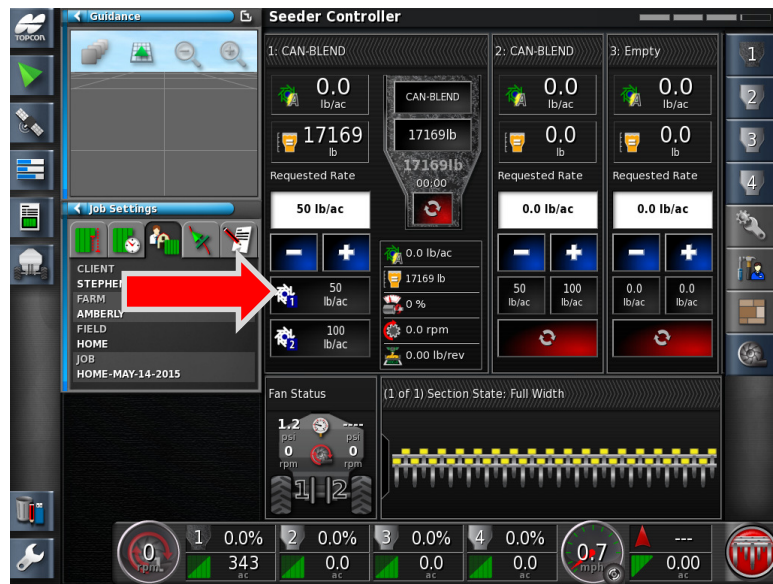 TOPCON
Guidance
Job Settings
CLIENT
STEPHEN
FARM
AMBERLY
FIELD
HOME
JOB
HOME-MAY-14-2015
Seeder Controller
1: CAN-BLEND
0.0
lb/ac
17169
lb
Requested Rate
50 lb/ac
1
50
lb/ac
2
100
lb/ac
CAN-BLEND
17169lb
17169lb
00:00
0.0 lb/ac
17169 lb
0 %
0.0 rpm
0.00 lb/rev
2: CAN-BLEND
0.0
lb/ac
0.0
lb
Requested Rate
0.0 lb/ac
50
lb/ac
100
lb/ac
3: Empty
0.0
lb/ac
0.0
lb
Requested Rate
0.0 lb/ac
0.0
lb/ac
0.0
lb/ac
Fan Status
1.2
psi
0
rpm
----
psi
0
rpm
1 2
(1 of 1) Section State: Full Width
1
2
3
4
0
rpm
1 0.0%
343
ac
2 0.0%
0.0
ac
3 0.0%
0.0
ac
4 0.0%
0.0
ac
0.7
mph
---
0.00
ac